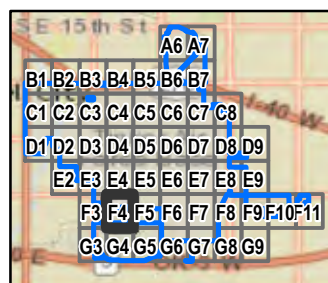 SE 15th St
A6 A7
B1 B2 B3 B4 B5 B6 B7
I-40 W
C1 C2 C3 C4 C5 C6 C7 C8
D1 D2 D3 D4 D5 D6 D7 D8 D9
E2 E3 E4 E5 E6 E7 E8 E9
F3 F4 F5 F6 F7 F8 F9 F10 F11
G3 G4 G5 G6 G7 G8 G9